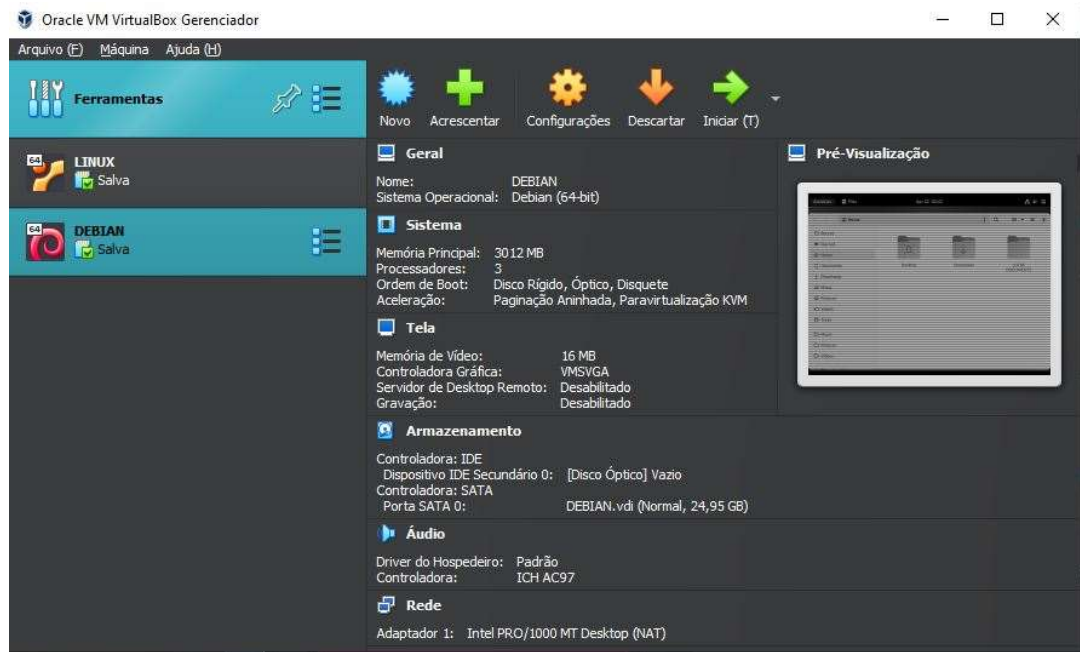 Oracle VM VirtualBox Gerenciador
Arquivo (F) Máquina Ajuda (H)
Ferramentas
64
LINUX
Salva
64
DEBIAN
Salva
Novo Acrescentar Configurações Descartar Iniciar (T)
Geral
Nome: DEBIAN
Sistema Operacional: Debian (64-bit)
Sistema
Memória Principal: 3012 MB
Processadores: 3
Ordem de Boot: Disco Rígido, Óptico, Disquete
Aceleração: Paginação Aninhada, Paravirtualização KVM
Tela
Memória de Vídeo: 16 MB
Controladora Gráfica: VMSVGA
Servidor de Desktop Remoto: Desabilitado
Gravação: Desabilitado
Armazenamento
Controladora: IDE
Dispositivo IDE Secundário 0: [Disco Óptico] Vazio
Controladora: SATA
Porta SATA 0: DEBIAN.vdi (Normal, 24,95 GB)
Áudio
Driver do Hospedeiro: Padrão
Controladora: ICH AC97
Rede
Adaptador 1: Intel PRO/1000 MT Desktop (NAT)
Pré-Visualização